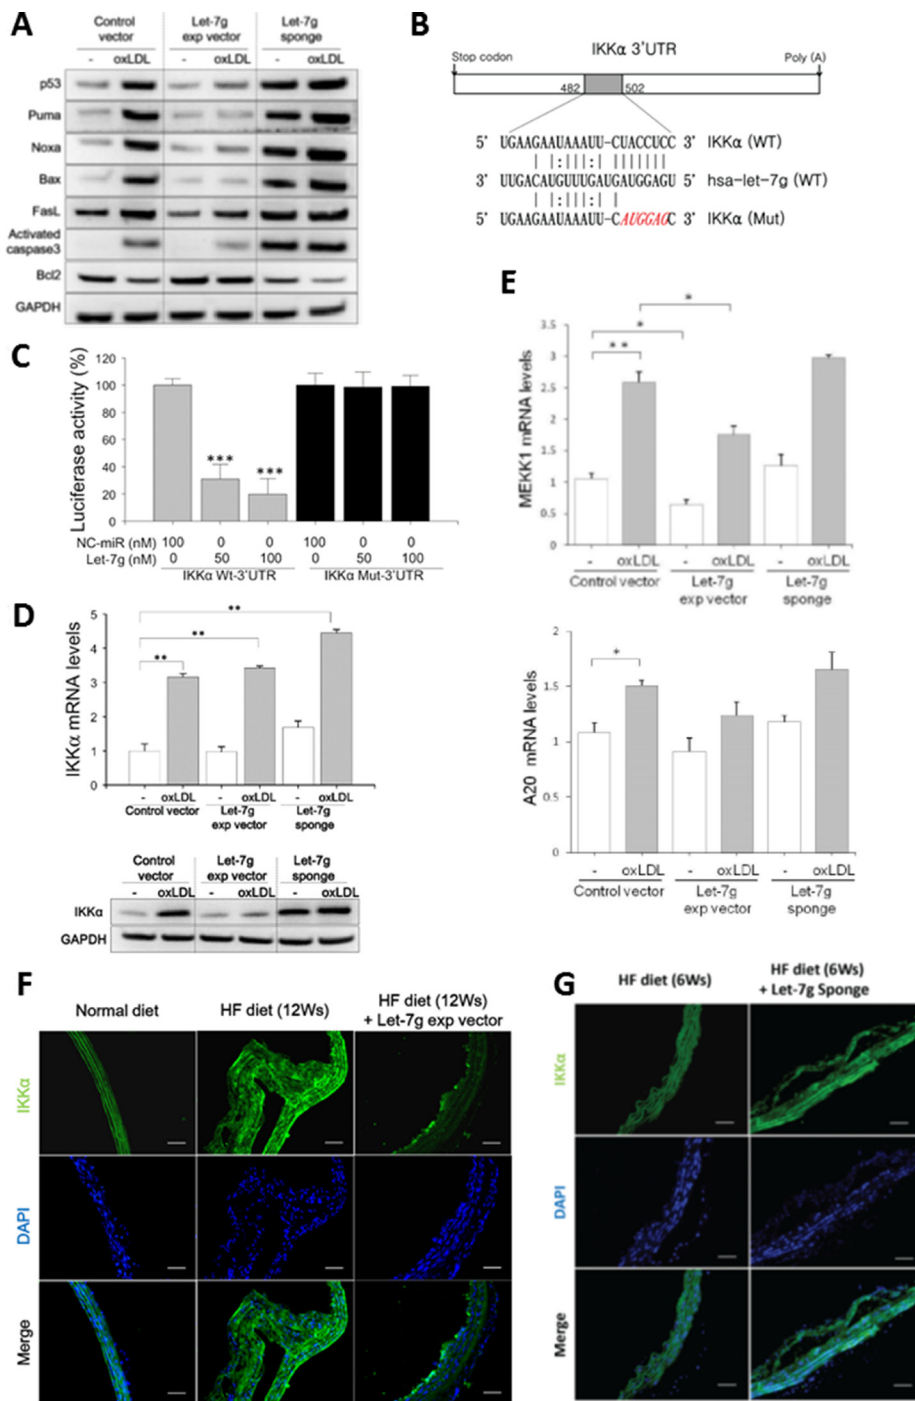 A
Control vector
Let-7g exp vector
Let-7g sponge
- oxLDL - oxLDL - oxLDL
p53
Puma
Noxa
Bax
FasL
Activated caspase3
Bcl2
GAPDH
B
IKKα 3'UTR
Stop codon
Poly (A)
482 502
5' UGAAGAAUAAAUU-CUACCUCC 3' IKKα (WT)
3' UUGACAUGUUUGAUGAUGGAGU 5' hsa-let-7g (WT)
5' UGAAGAAUAAAUU-CAUGGAGC 3' IKKα (Mut)
C
Luciferase activity (%)
120
100
80
60
40
20
0
*** ***
NC-miR (nM) 100 0 0 100 0 0
Let-7g (nM) 0 50 100 0 50 100
IKKα Wt-3'UTR IKKα Mut-3'UTR
D
IKKα mRNA levels
5
4
3
2
1
0
**
**
**
- oxLDL - oxLDL - oxLDL
Control vector
Let-7g exp vector
Let-7g sponge
Control vector
Let-7g exp vector
Let-7g sponge
- oxLDL - oxLDL - oxLDL
IKKα
GAPDH
E
MEKK1 mRNA levels
3.5
3
2.5
2
1.5
1
0.5
0
*
*
**
- oxLDL - oxLDL - oxLDL
Control vector
Let-7g exp vector
Let-7g sponge
A20 mRNA levels
2
1.5
1
0.5
0
*
- oxLDL - oxLDL - oxLDL
Control vector
Let-7g exp vector
Let-7g sponge
F
Normal diet
HF diet (12Ws)
HF diet (12Ws)
+ Let-7g exp vector
IKKα
DAPI
Merge
G
HF diet (6Ws)
HF diet (6Ws)
+ Let-7g Sponge
IKKα
DAPI
Merge